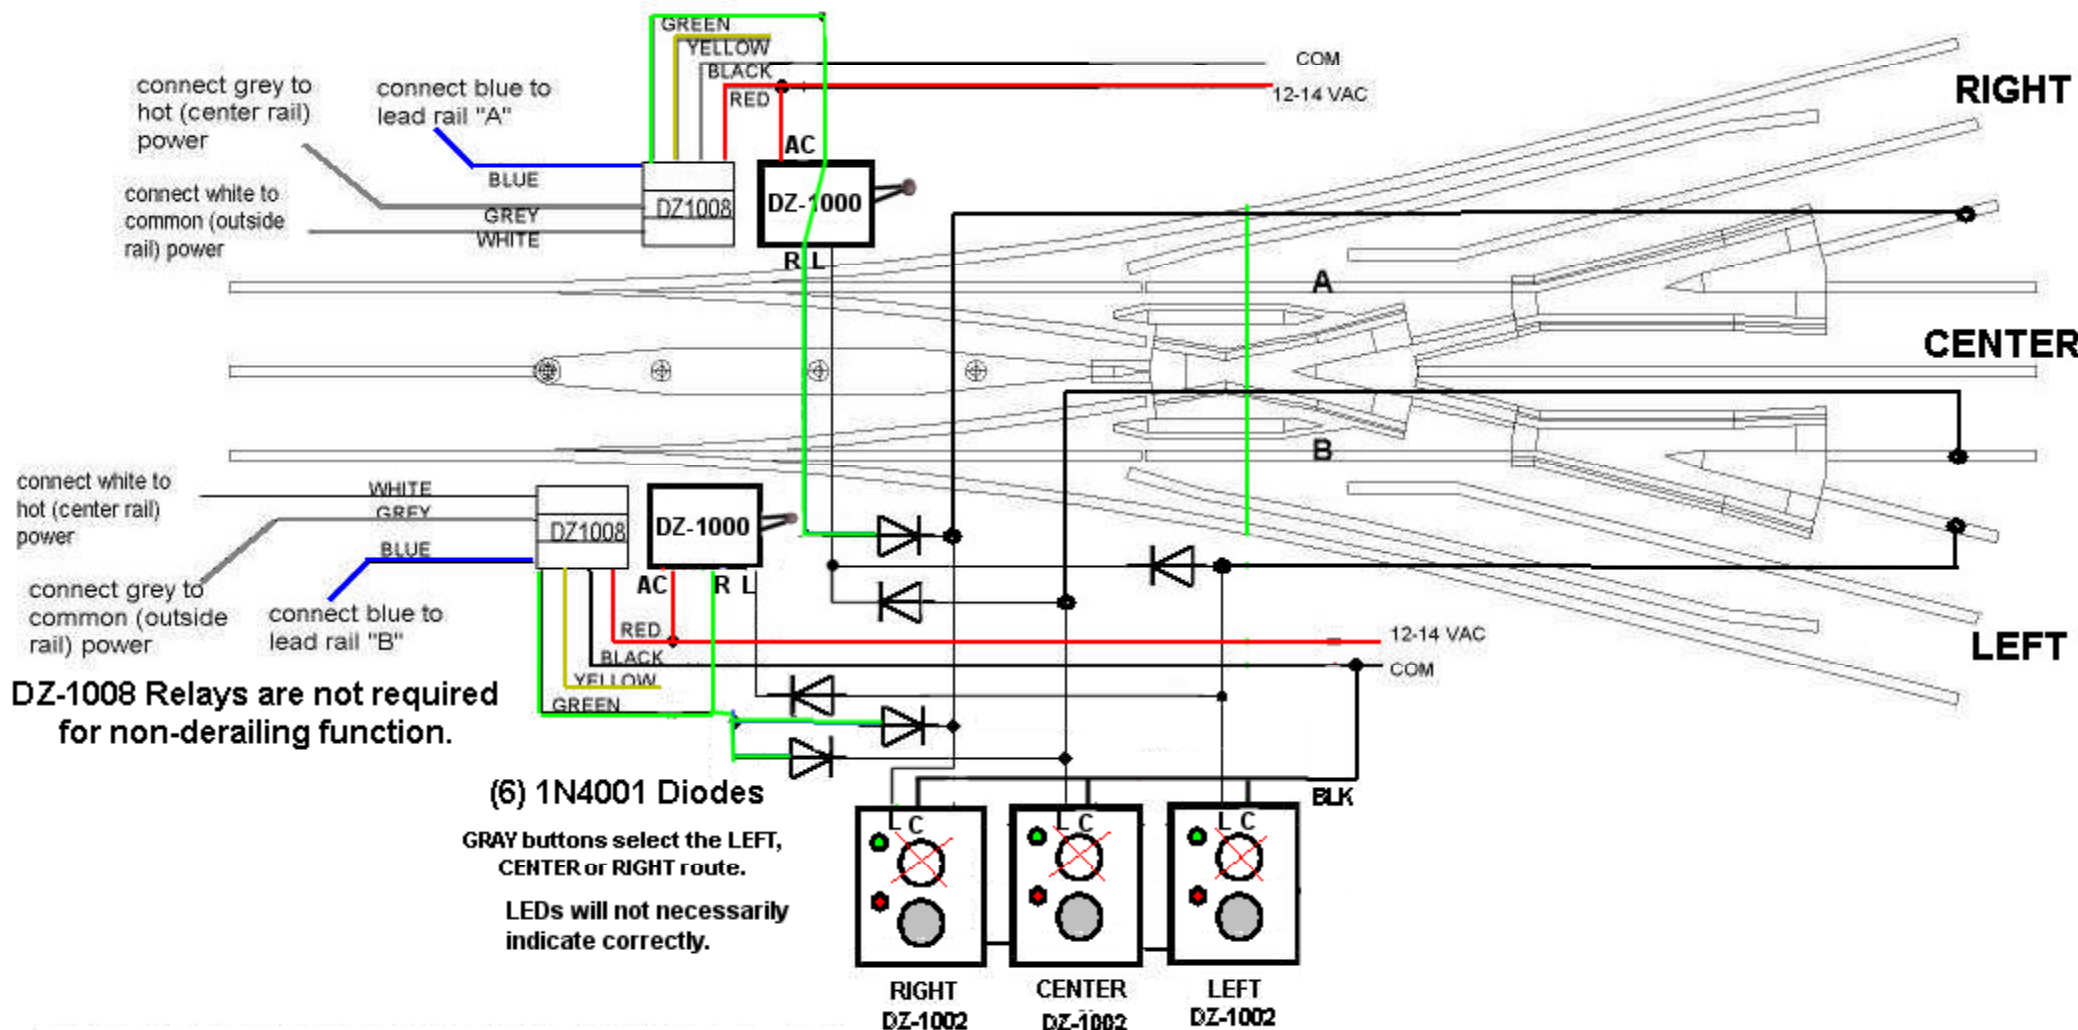 GREEN
YELLOW
BLACK
RED
COM
12-14 VAC
RIGHT
connect grey to
hot (center rail)
power
connect blue to
lead rail "A"
AC
BLUE
connect white to
common (outside
rail) power
GREY
WHITE
DZ1008
DZ-1000
R L
A
CENTER
B
connect white to
hot (center rail)
power
WHITE
GREY
BLUE
DZ1008
DZ-1000
AC
R L
connect grey to
common (outside
rail) power
connect blue to
lead rail "B"
RED
BLACK
YELLOW
GREEN
12-14 VAC
COM
LEFT
DZ-1008 Relays are not required
for non-derailing function.
(6) 1N4001 Diodes
BLK
GRAY buttons select the LEFT,
CENTER or RIGHT route.
LEDs will not necessarily
indicate correctly.
L C
L C
L C
RIGHT
DZ-1002
CENTER
DZ-1002
LEFT
DZ-1002